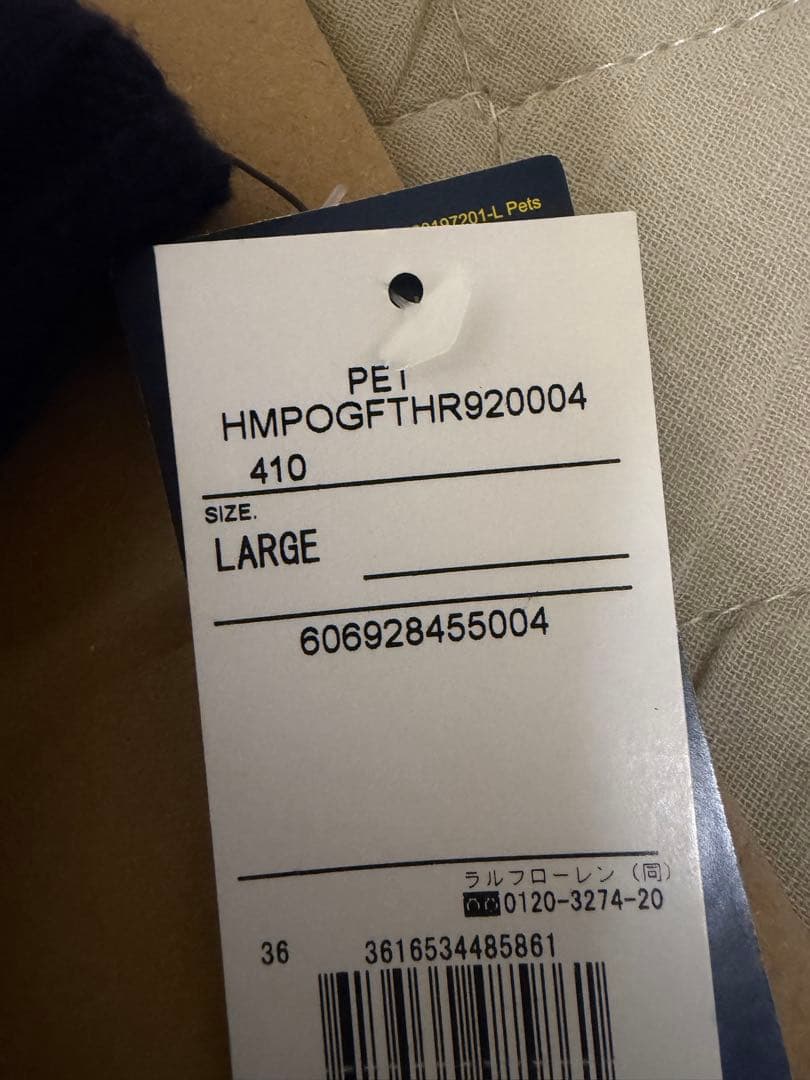 Pets
PET
HMPOGFTHR920004
410
SIZE.
LARGE
606928455004
ラルフローレン（同）
0120-3274-20
36 3616534485861